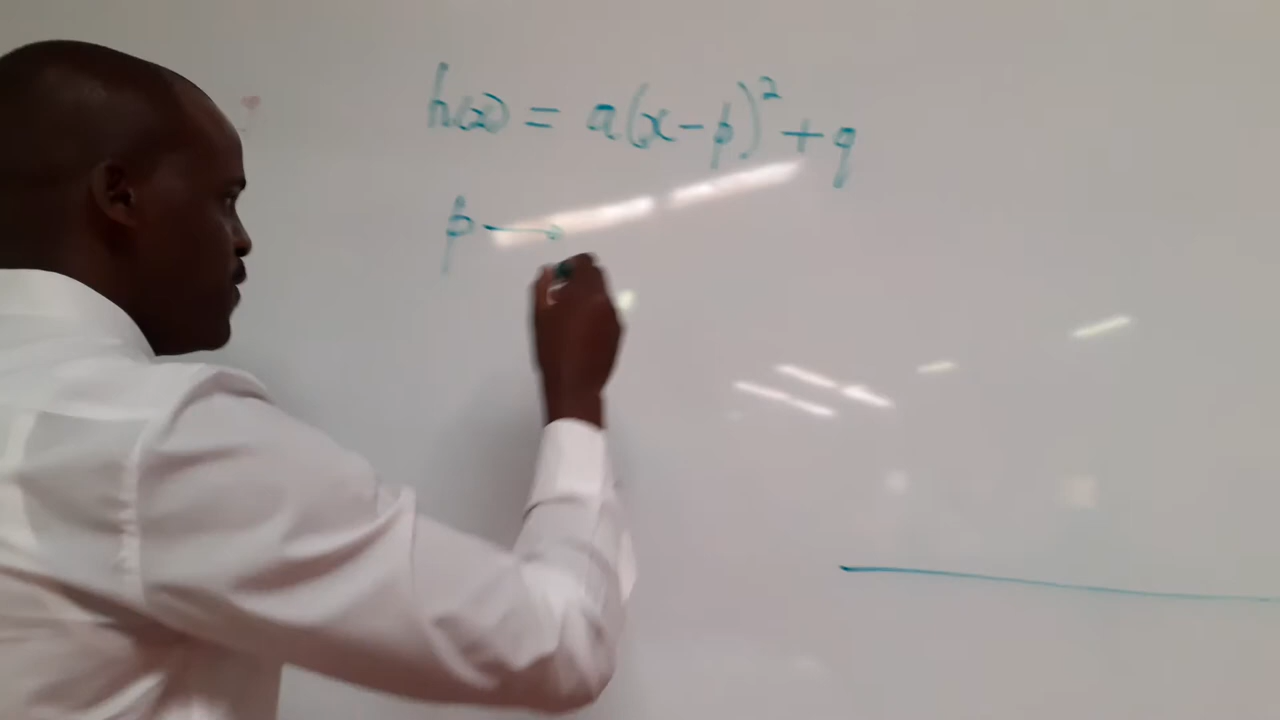 h(x) = a(x-p)² + q
p →